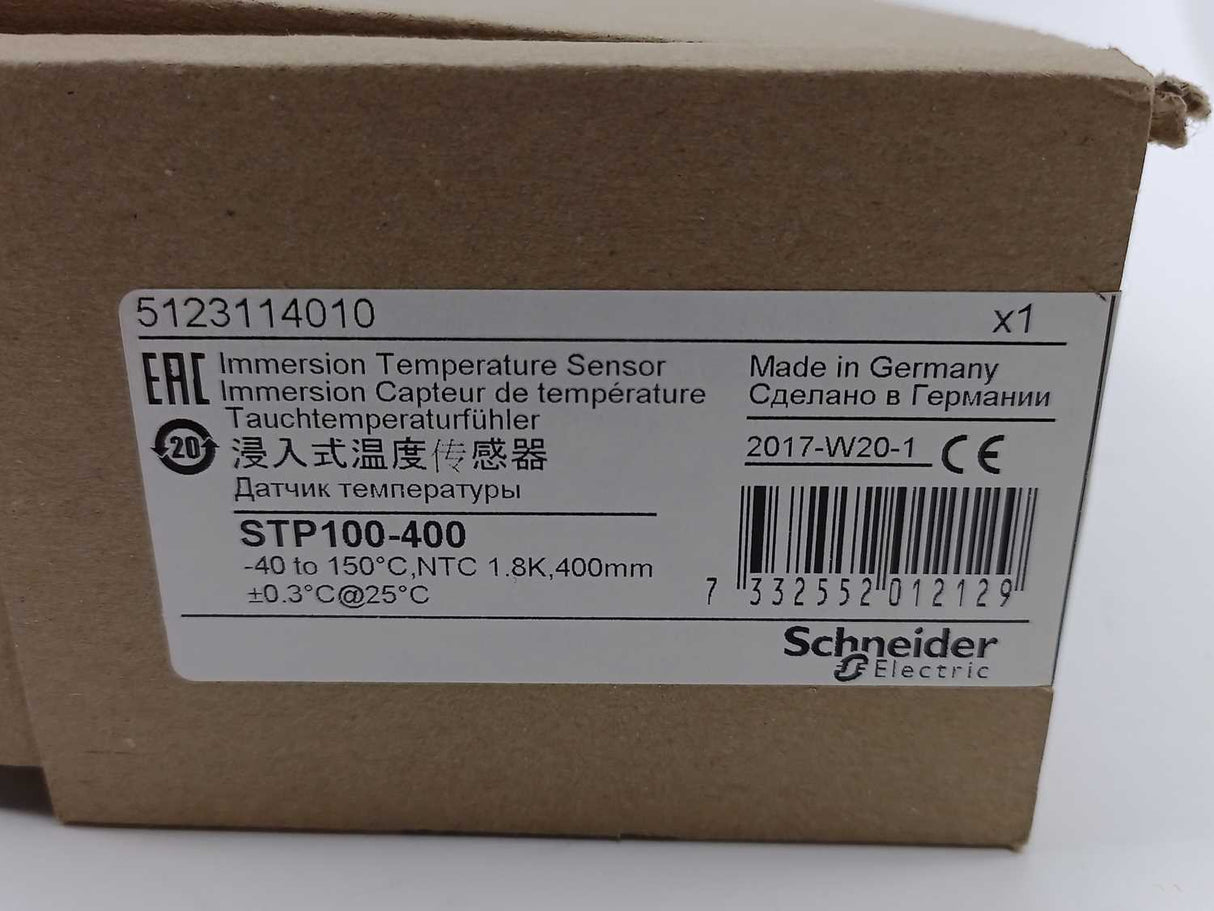 5123114010 x1
EAC Immersion Temperature Sensor
Immersion Capteur de température
Tauchtemperaturfühler
20 浸入式温度传感器
Датчик температуры
STP100-400
-40 to 150°C,NTC 1.8K,400mm
±0.3°C@25°C
Made in Germany
Сделано в Германии
2017-W20-1 CE
7 332552 012129
Schneider
Electric